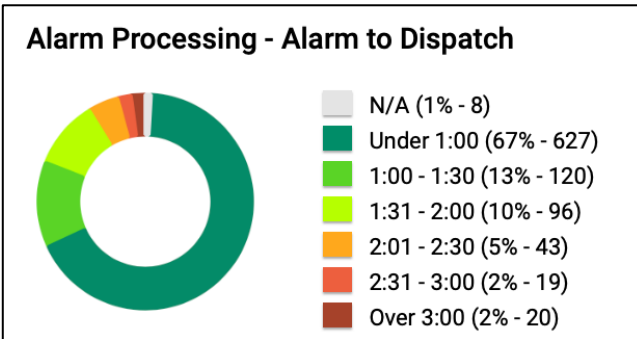 Alarm Processing - Alarm to Dispatch
N/A (1% - 8)
Under 1:00 (67% - 627)
1:00 - 1:30 (13% - 120)
1:31 - 2:00 (10% - 96)
2:01 - 2:30 (5% - 43)
2:31 - 3:00 (2% - 19)
Over 3:00 (2% - 20)